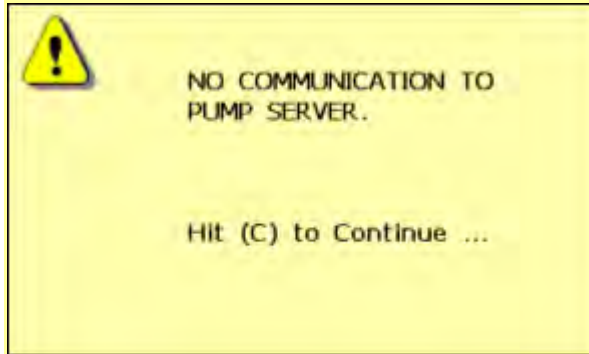 NO COMMUNICATION TO
PUMP SERVER.
Hit (C) to Continue ...